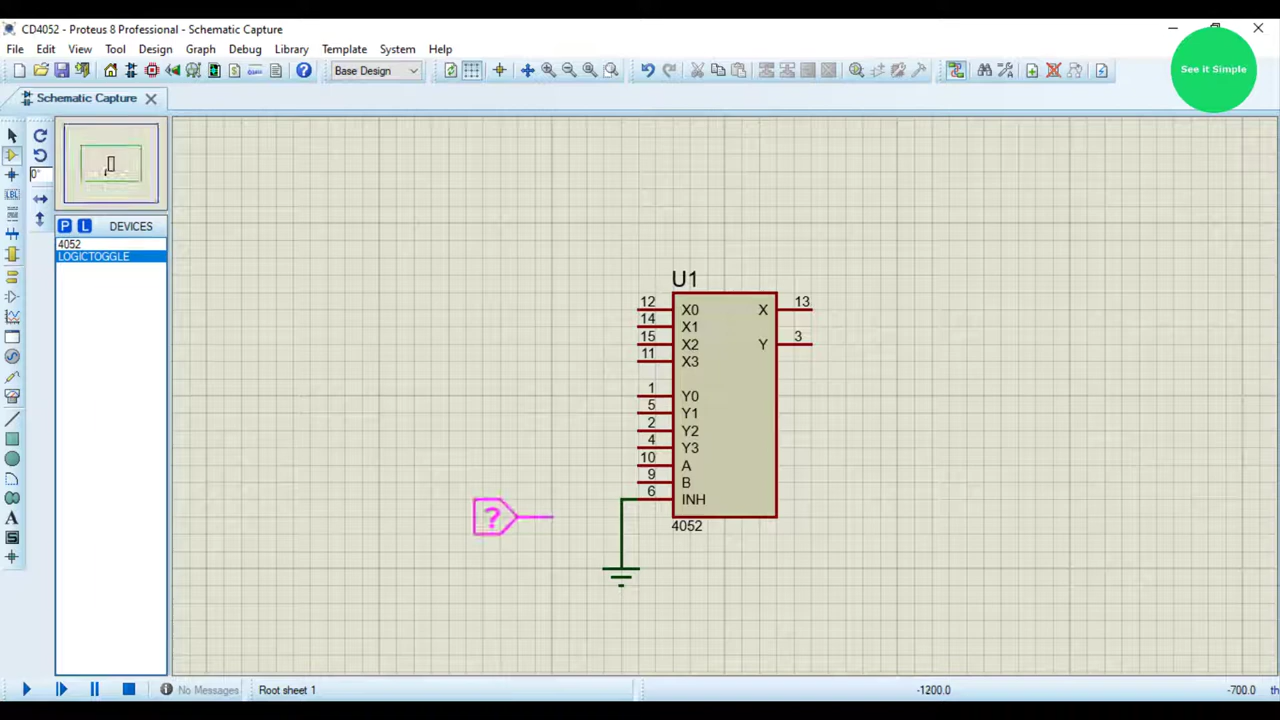 CD4052 - Proteus 8 Professional - Schematic Capture
File Edit View Tool Design Graph Debug Library Template System Help
Base Design
See it Simple
Schematic Capture
0°
P L DEVICES
4052
LOGICTOGGLE
LBL
A
S
U1
12 X0 X 13
14 X1
15 X2 Y 3
11 X3
1 Y0
5 Y1
2 Y2
4 Y3
10 A
9 B
6 INH
?
4052
No Messages
Root sheet 1
-1200.0
-700.0
th